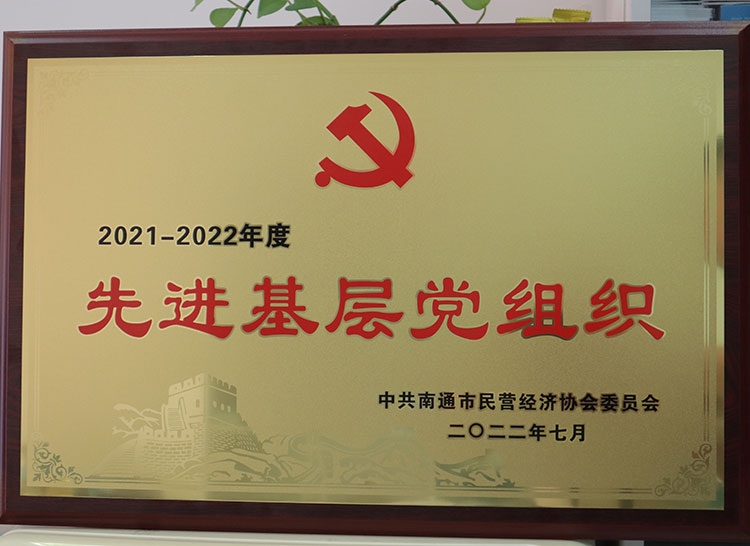 2021-2022年度
先进基层党组织
中共南通市民营经济协会委员会
二〇二二年七月